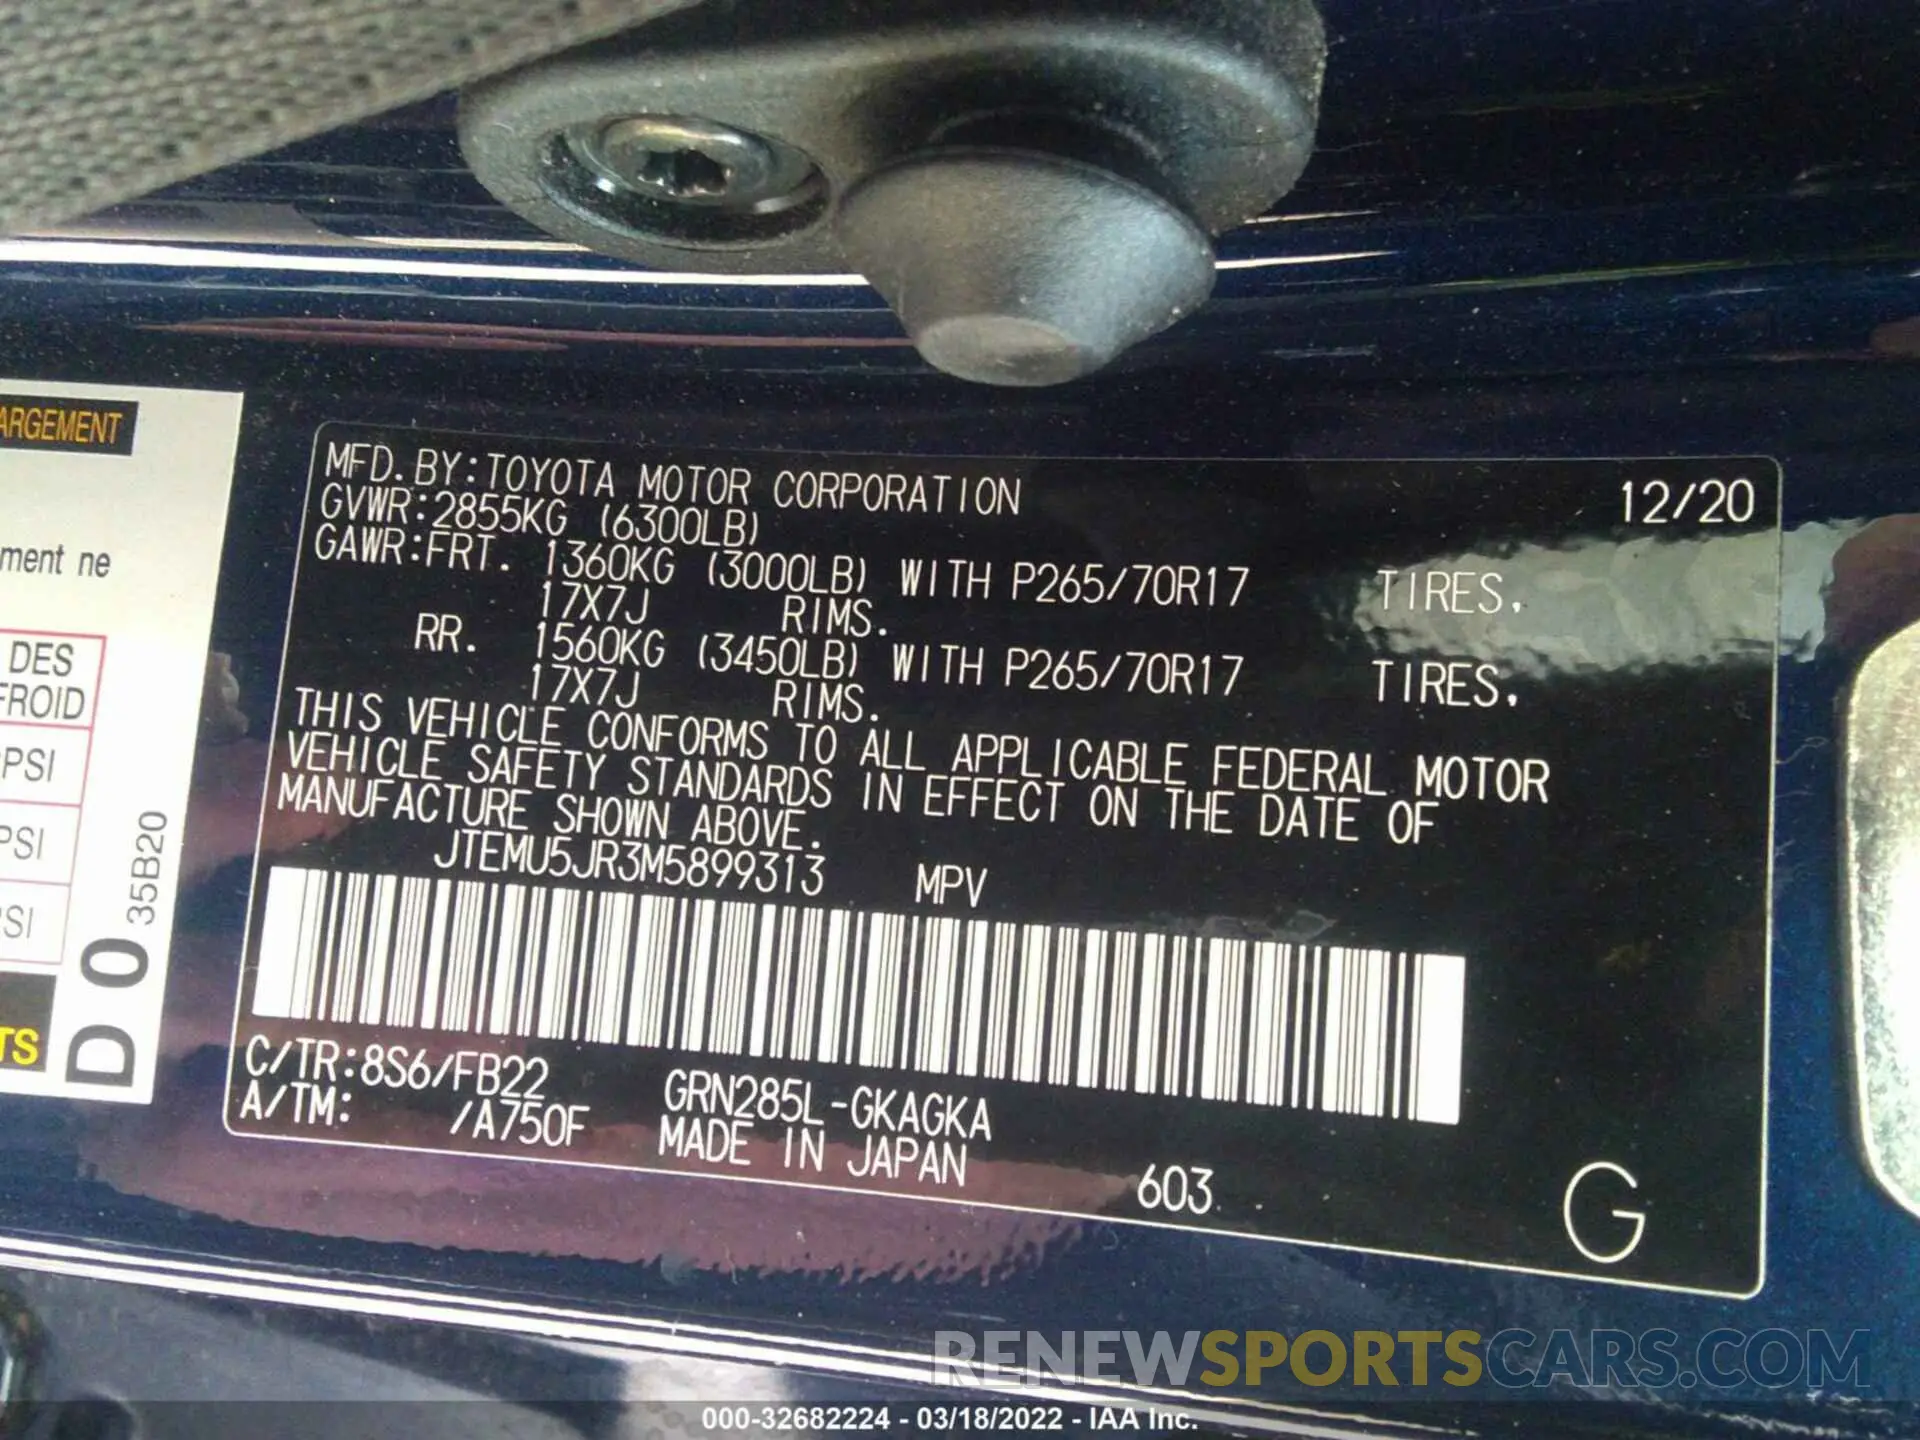 ARGEMENT
ment ne
DES
FROID
PSI
PSI
PSI
TS
D 0
35B20
MFD. BY:TOYOTA MOTOR CORPORATION 12/20
GVWR:2855KG (6300LB)
GAWR:FRT. 1360KG (3000LB) WITH P265/70R17 TIRES,
17X7J RIMS.
RR. 1560KG (3450LB) WITH P265/70R17 TIRES,
17X7J RIMS.
THIS VEHICLE CONFORMS TO ALL APPLICABLE FEDERAL MOTOR
VEHICLE SAFETY STANDARDS IN EFFECT ON THE DATE OF
MANUFACTURE SHOWN ABOVE.
JTEMU5JR3M5899313 MPV
C/TR:8S6/FB22 GRN285L-GKAGKA
A/TM: /A750F MADE IN JAPAN
603
G
RENEWSPORTSCARS.COM
000-32682224 - 03/18/2022 - IAA Inc.